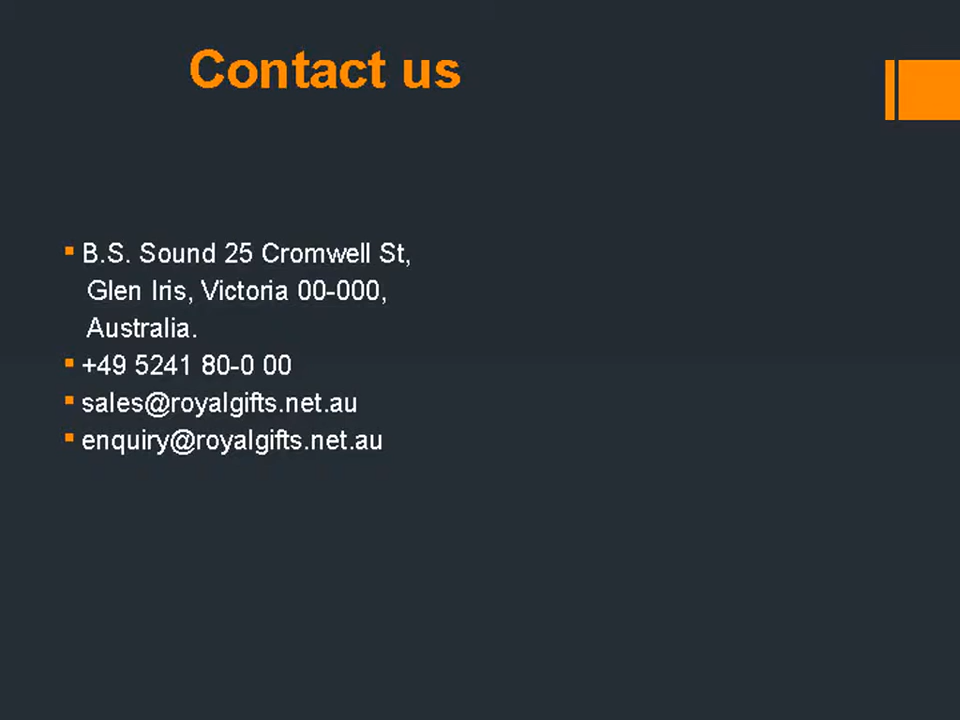 Contact us
B.S. Sound 25 Cromwell St,
Glen Iris, Victoria 00-000,
Australia.
+49 5241 80-0 00
sales@royalgifts.net.au
enquiry@royalgifts.net.au